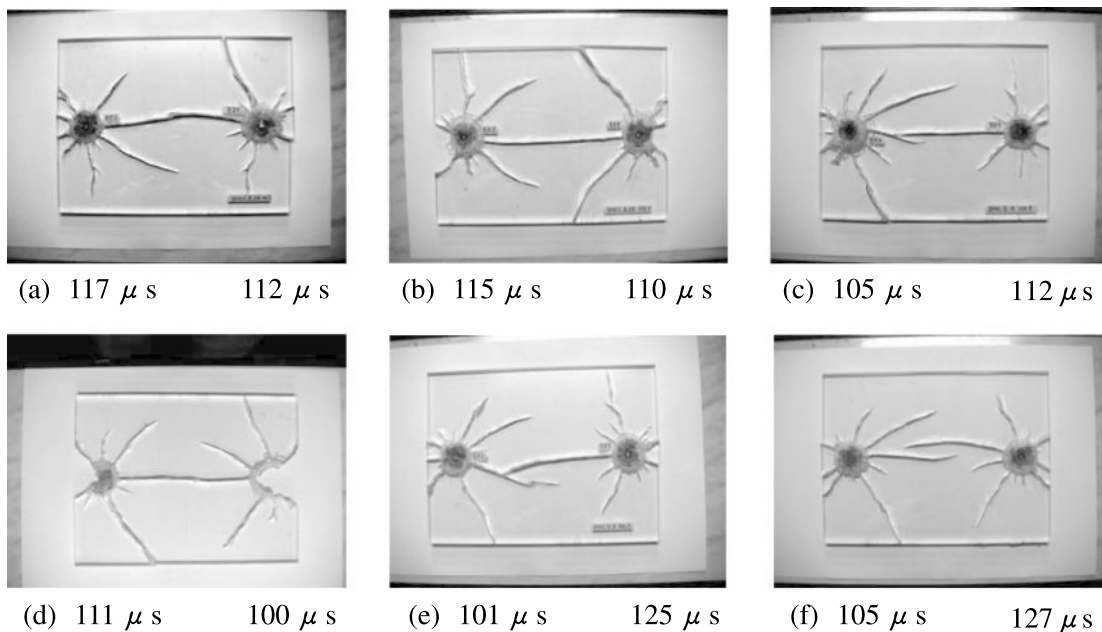 (a) 117 μ s 112 μ s
(b) 115 μ s 110 μ s
(c) 105 μ s 112 μ s
(d) 111 μ s 100 μ s
(e) 101 μ s 125 μ s
(f) 105 μ s 127 μ s